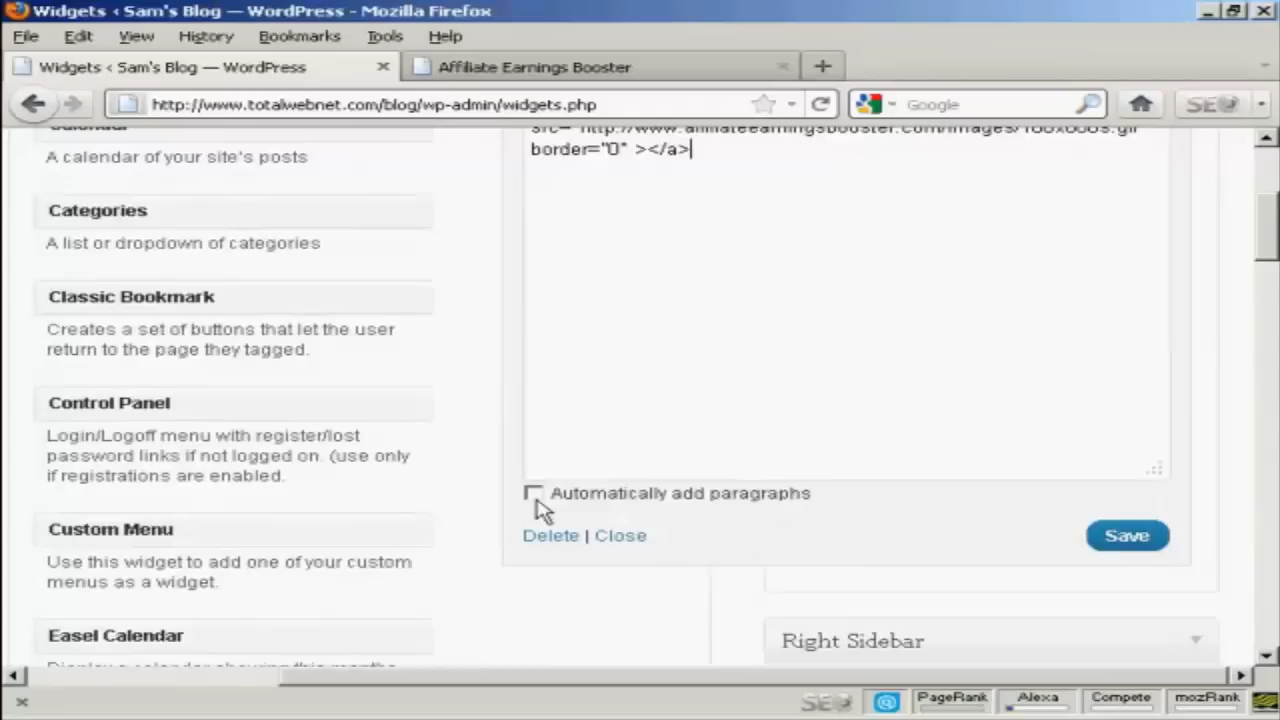 Widgets ‹ Sam's Blog — WordPress - Mozilla Firefox
File Edit View History Bookmarks Tools Help
Widgets ‹ Sam's Blog — WordPress
Affiliate Earnings Booster
http://www.totalwebnet.com/blog/wp-admin/widgets.php
Google
Calendar
A calendar of your site's posts
Categories
A list or dropdown of categories
Classic Bookmark
Creates a set of buttons that let the user
return to the page they tagged.
Control Panel
Login/Logoff menu with register/lost
password links if not logged on. (use only
if registrations are enabled.
Custom Menu
Use this widget to add one of your custom
menus as a widget.
Easel Calendar
border="0" ></a>
Automatically add paragraphs
Delete | Close
Save
Right Sidebar
PageRank Alexa Compete mozRank